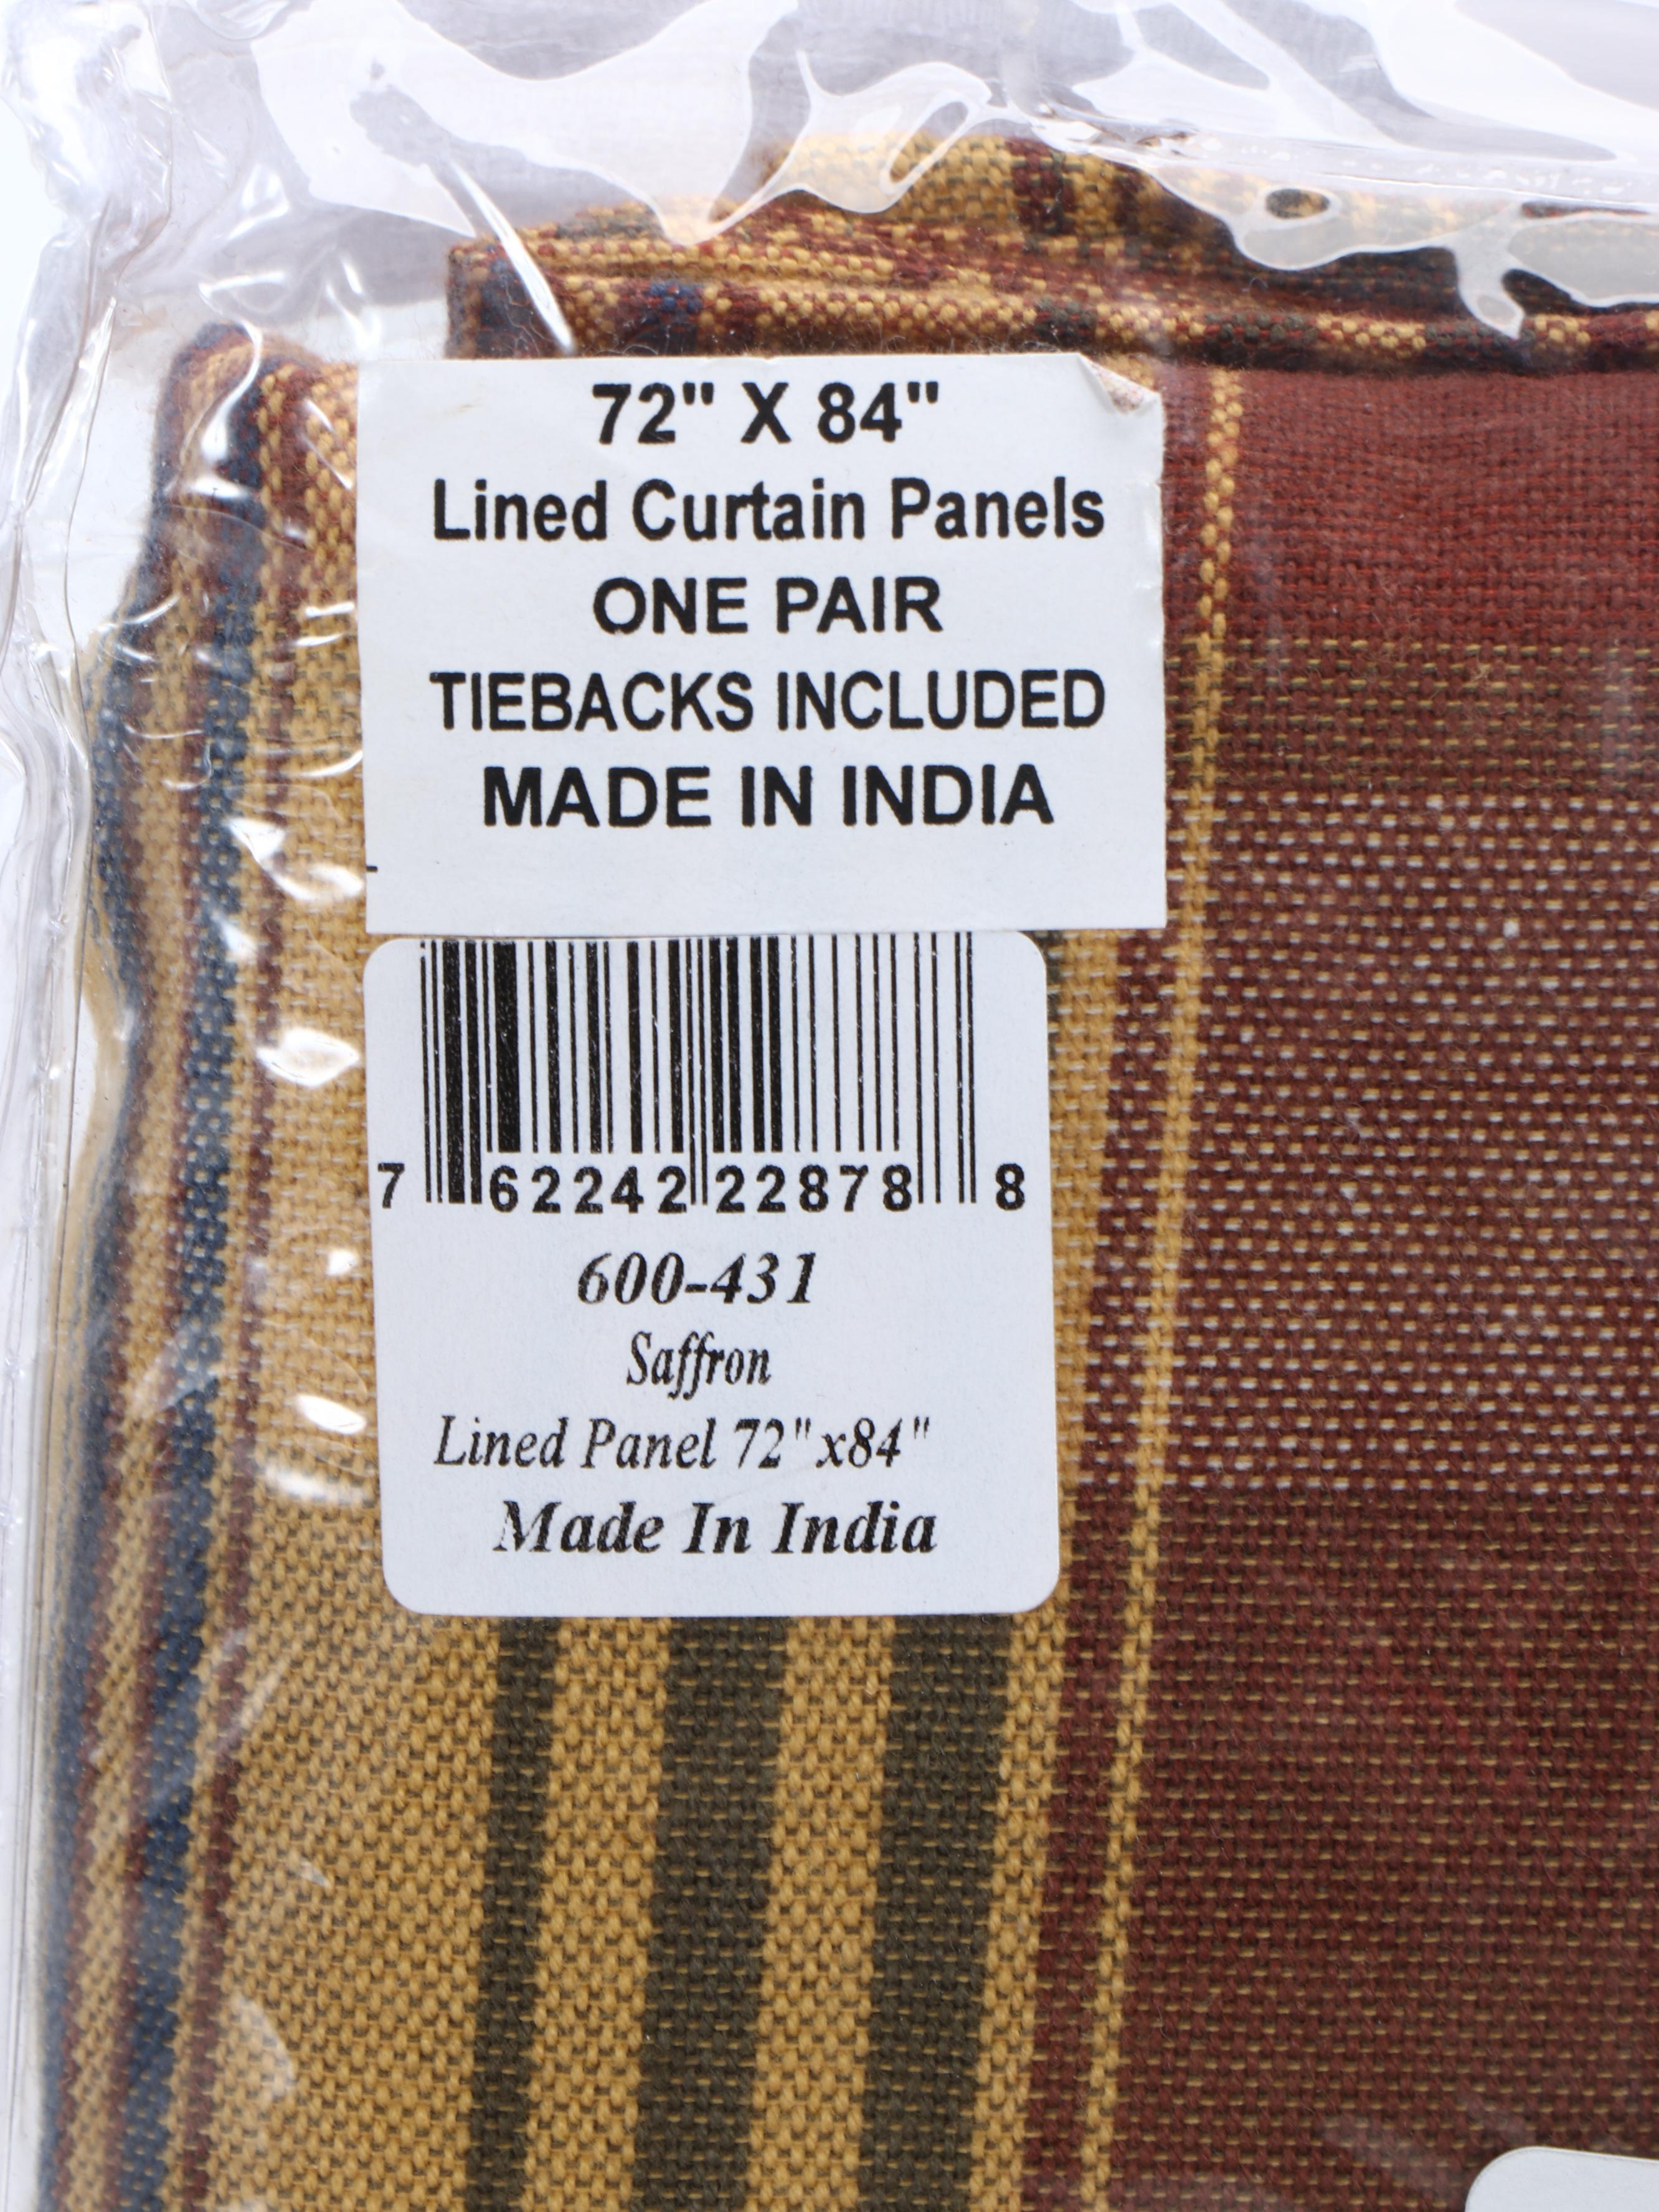 72" X 84"
Lined Curtain Panels
ONE PAIR
TIEBACKS INCLUDED
MADE IN INDIA
7 62242 22878 8
600-431
Saffron
Lined Panel 72"x84"
Made In India